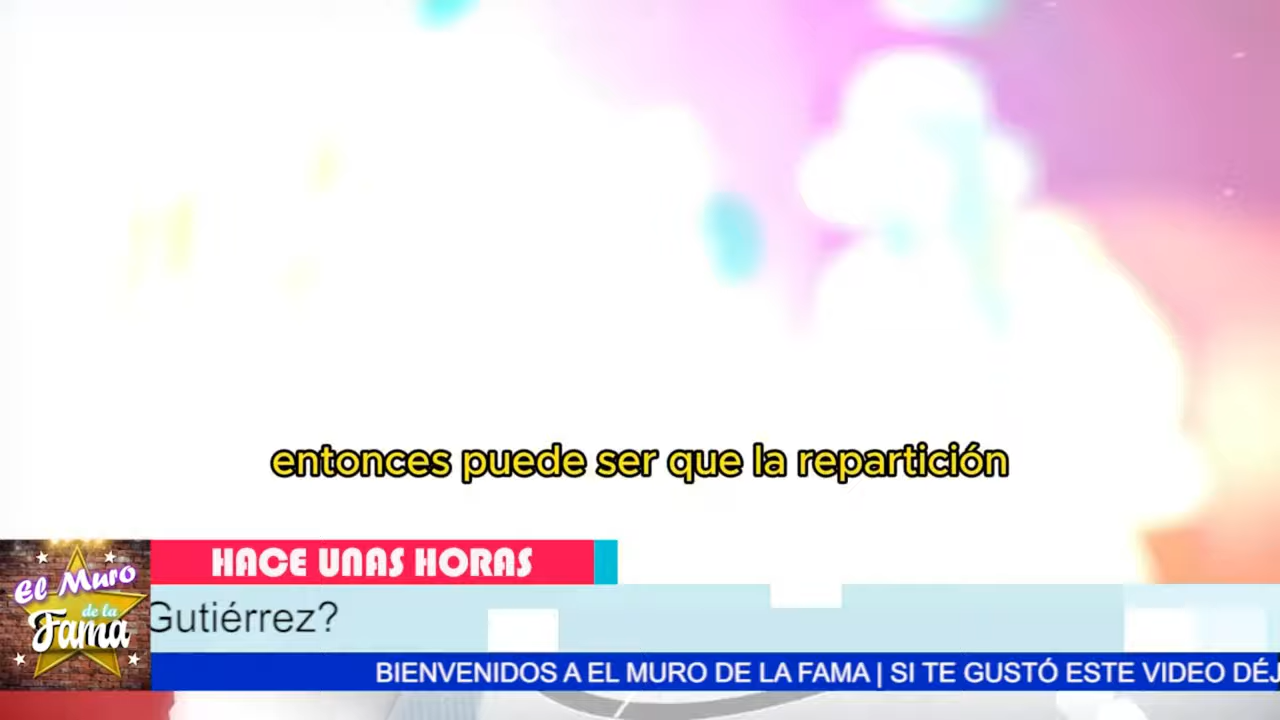 entonces puede ser que la repartición
HACE UNAS HORAS
El Muro
de la
Fama
Gutiérrez?
BIENVENIDOS A EL MURO DE LA FAMA | SI TE GUSTÓ ESTE VIDEO